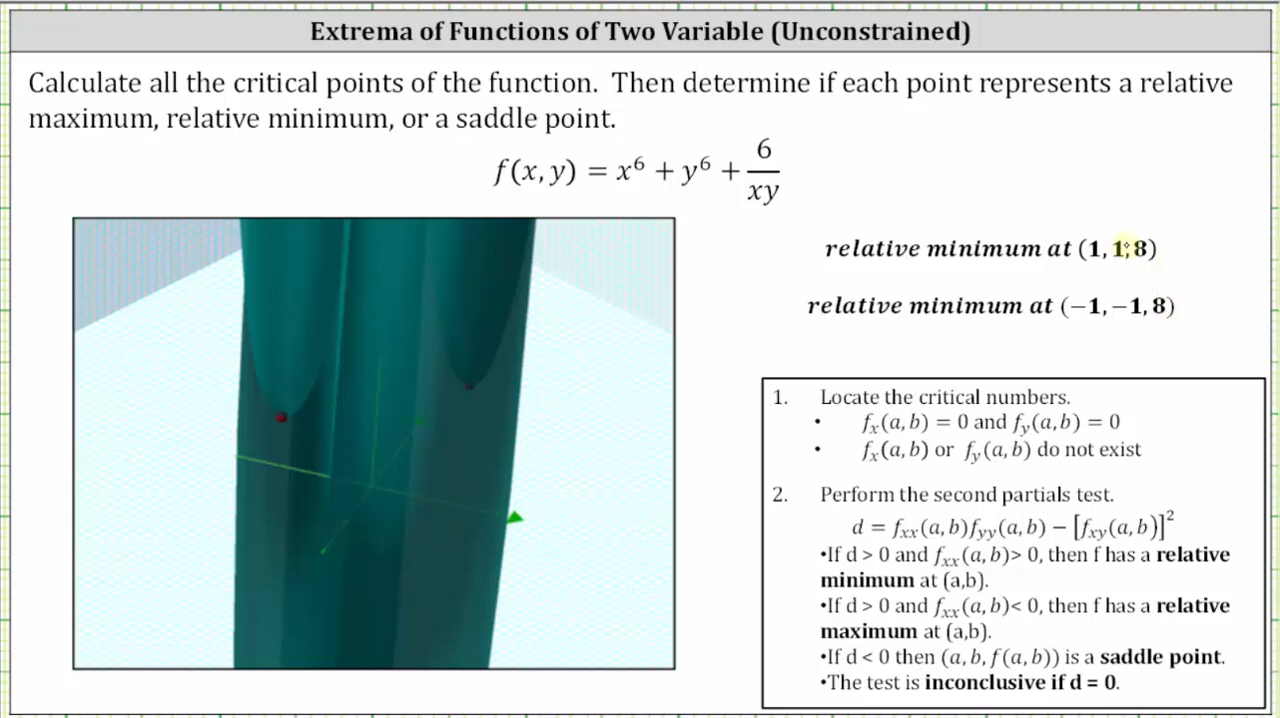 Extrema of Functions of Two Variable (Unconstrained)
Calculate all the critical points of the function. Then determine if each point represents a relative
maximum, relative minimum, or a saddle point.
f(x, y) = x⁶ + y⁶ + 6/xy
relative minimum at (1, 1, 8)
relative minimum at (−1, −1, 8)
1. Locate the critical numbers.
• fₓ(a, b) = 0 and f_y(a, b) = 0
• fₓ(a, b) or f_y(a, b) do not exist
2. Perform the second partials test.
d = fₓₓ(a, b)f_yy(a, b) − [f_xy(a, b)]²
•If d > 0 and fₓₓ(a, b)> 0, then f has a relative
minimum at (a,b).
•If d > 0 and fₓₓ(a, b)< 0, then f has a relative
maximum at (a,b).
•If d < 0 then (a, b, f(a, b)) is a saddle point.
•The test is inconclusive if d = 0.